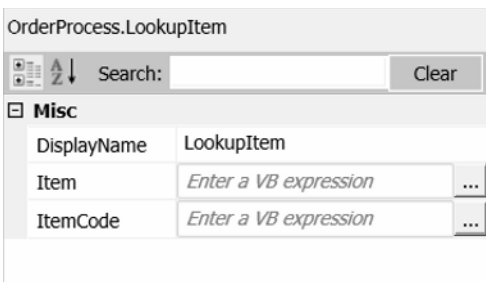 OrderProcess.LookupItem
A Z Search: Clear
Misc
DisplayName LookupItem
Item Enter a VB expression ...
ItemCode Enter a VB expression ...